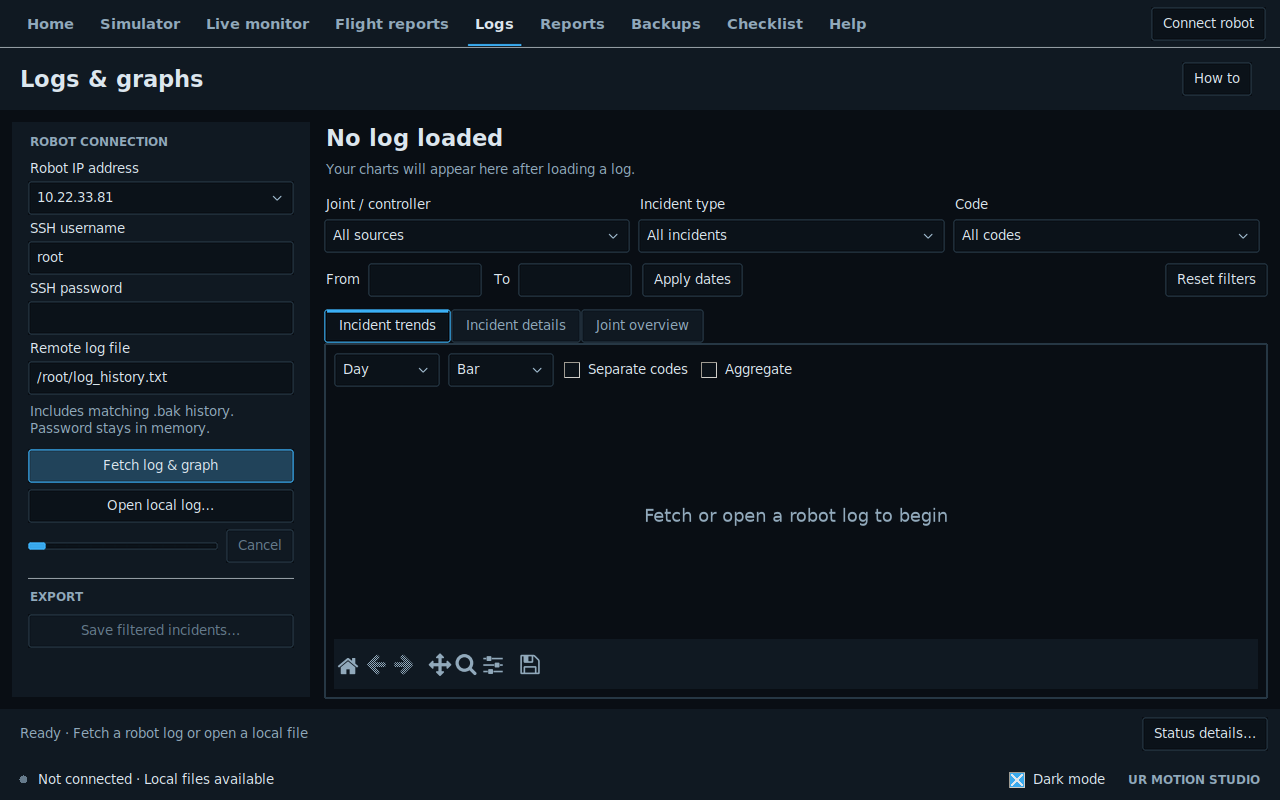 Home Simulator Live monitor Flight reports Logs Reports Backups Checklist Help Connect robot
Logs & graphs How to
ROBOT CONNECTION
Robot IP address
10.22.33.81
SSH username
root
SSH password
Remote log file
/root/log_history.txt
Includes matching .bak history.
Password stays in memory.
Fetch log & graph
Open local log...
Cancel
EXPORT
Save filtered incidents...
No log loaded
Your charts will appear here after loading a log.
Joint / controller Incident type Code
All sources All incidents All codes
From To Apply dates Reset filters
Incident trends Incident details Joint overview
Day Bar Separate codes Aggregate
Fetch or open a robot log to begin
Ready · Fetch a robot log or open a local file Status details...
Not connected · Local files available Dark mode UR MOTION STUDIO